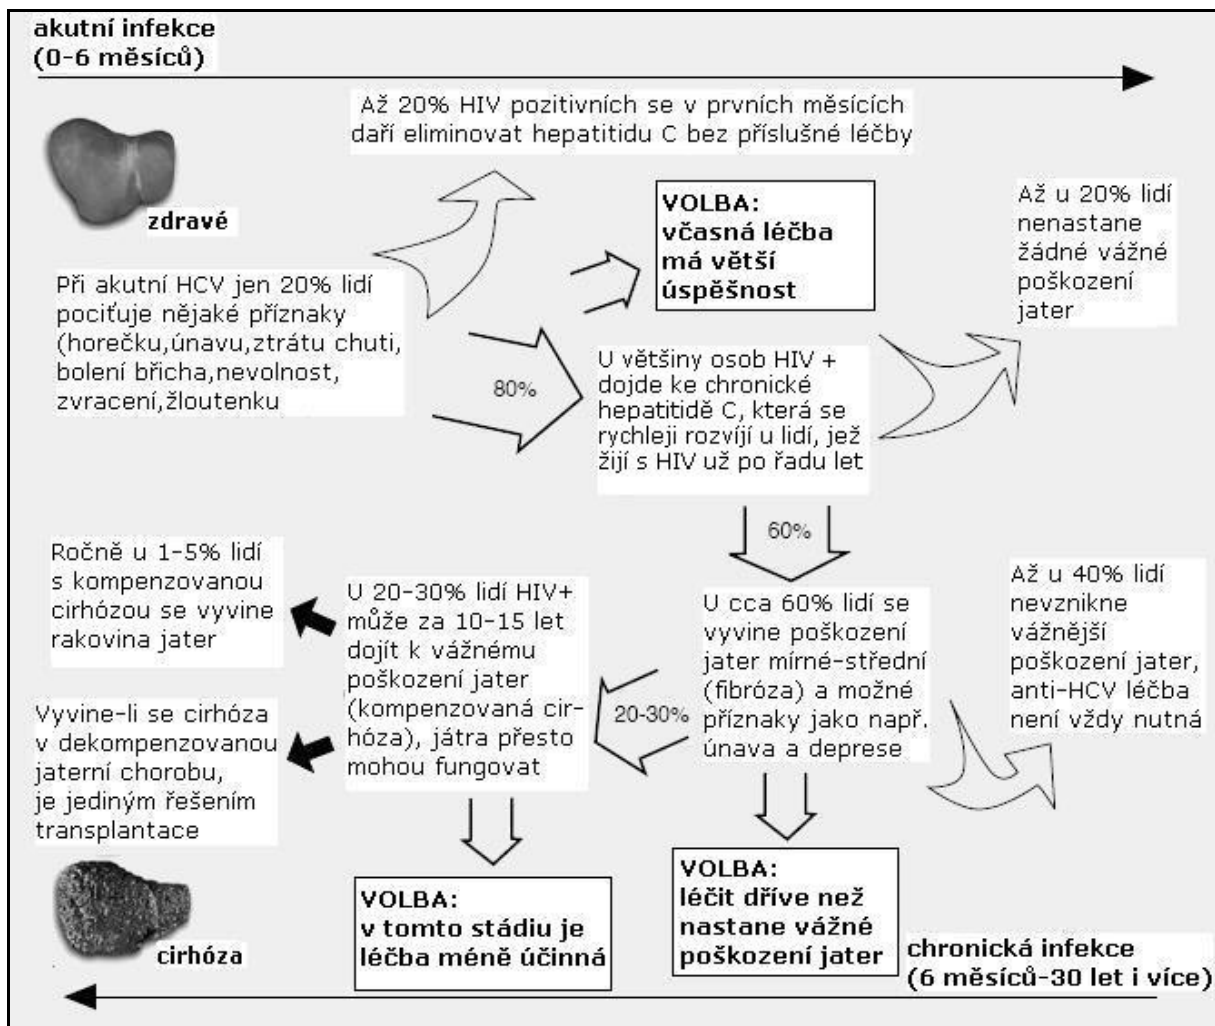 akutní infekce
(0-6 měsíců)
Až 20% HIV pozitivních se v prvních měsících
daří eliminovat hepatitidu C bez příslušné léčby
zdravé
VOLBA:
včasná léčba
má větší
úspěšnost
Až u 20% lidí
nenastane
žádné vážné
poškození
jater
Při akutní HCV jen 20% lidí
pociťuje nějaké příznaky
(horečku,únavu,ztrátu chuti,
bolení břicha,nevolnost,
zvracení,žloutenku
80%
U většiny osob HIV +
dojde ke chronické
hepatitidě C, která se
rychleji rozvíjí u lidí, jež
žijí s HIV už po řadu let
60%
Ročně u 1-5% lidí
s kompenzovanou
cirhózou se vyvine
rakovina jater
U 20-30% lidí HIV+
může za 10-15 let
dojít k vážnému
poškození jater
(kompenzovaná cir-
hóza), játra přesto
mohou fungovat
20-30%
U cca 60% lidí se
vyvine poškození
jater mírné-střední
(fibróza) a možné
příznaky jako např.
únava a deprese
Až u 40% lidí
nevznikne
vážnější
poškození jater,
anti-HCV léčba
není vždy nutná
Vyvine-li se cirhóza
v dekompenzovanou
jaterní chorobu,
je jediným řešením
transplantace
cirhóza
VOLBA:
v tomto stádiu je
léčba méně účinná
VOLBA:
léčit dříve než
nastane vážné
poškození jater
chronická infekce
(6 měsíců-30 let i více)